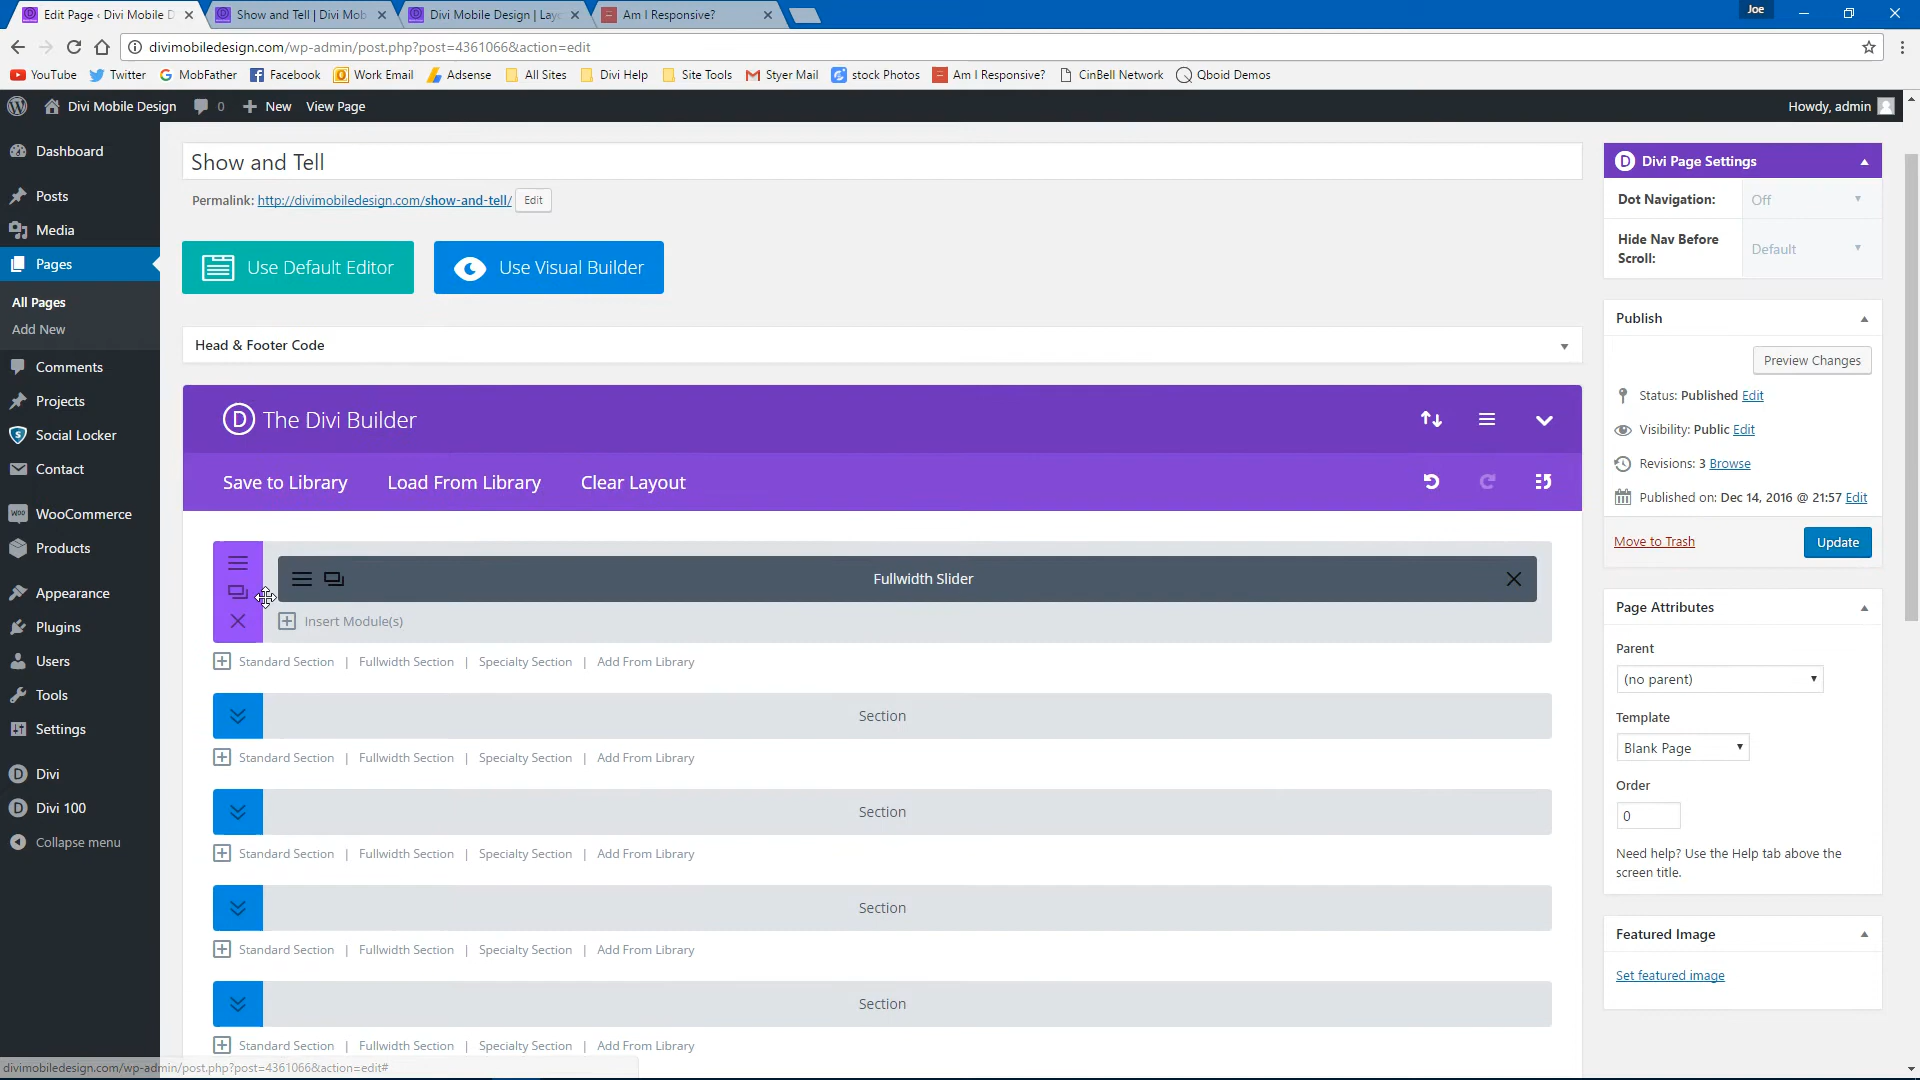 Edit Page ‹ Divi Mobile D
Show and Tell | Divi Mob
Divi Mobile Design | Layo
Am I Responsive?
Joe
divimobiledesign.com/wp-admin/post.php?post=4361066&action=edit
YouTube
Twitter
MobFather
Facebook
Work Email
Adsense
All Sites
Divi Help
Site Tools
Styer Mail
stock Photos
Am I Responsive?
CinBell Network
Qboid Demos
Divi Mobile Design
0
New
View Page
Howdy, admin
Dashboard
Posts
Media
Pages
All Pages
Add New
Comments
Projects
Social Locker
Contact
WooCommerce
Products
Appearance
Plugins
Users
Tools
Settings
Divi
Divi 100
Collapse menu
Show and Tell
Permalink: http://divimobiledesign.com/show-and-tell/ Edit
Use Default Editor
Use Visual Builder
Head & Footer Code
The Divi Builder
Save to Library
Load From Library
Clear Layout
Fullwidth Slider
Insert Module(s)
Standard Section | Fullwidth Section | Specialty Section | Add From Library
Section
Standard Section | Fullwidth Section | Specialty Section | Add From Library
Section
Standard Section | Fullwidth Section | Specialty Section | Add From Library
Section
Standard Section | Fullwidth Section | Specialty Section | Add From Library
Section
Standard Section | Fullwidth Section | Specialty Section | Add From Library
Divi Page Settings
Dot Navigation:
Off
Hide Nav Before
Scroll:
Default
Publish
Preview Changes
Status: Published Edit
Visibility: Public Edit
Revisions: 3 Browse
Published on: Dec 14, 2016 @ 21:57 Edit
Move to Trash
Update
Page Attributes
Parent
(no parent)
Template
Blank Page
Order
0
Need help? Use the Help tab above the
screen title.
Featured Image
Set featured image
divimobiledesign.com/wp-admin/post.php?post=4361066&action=edit#